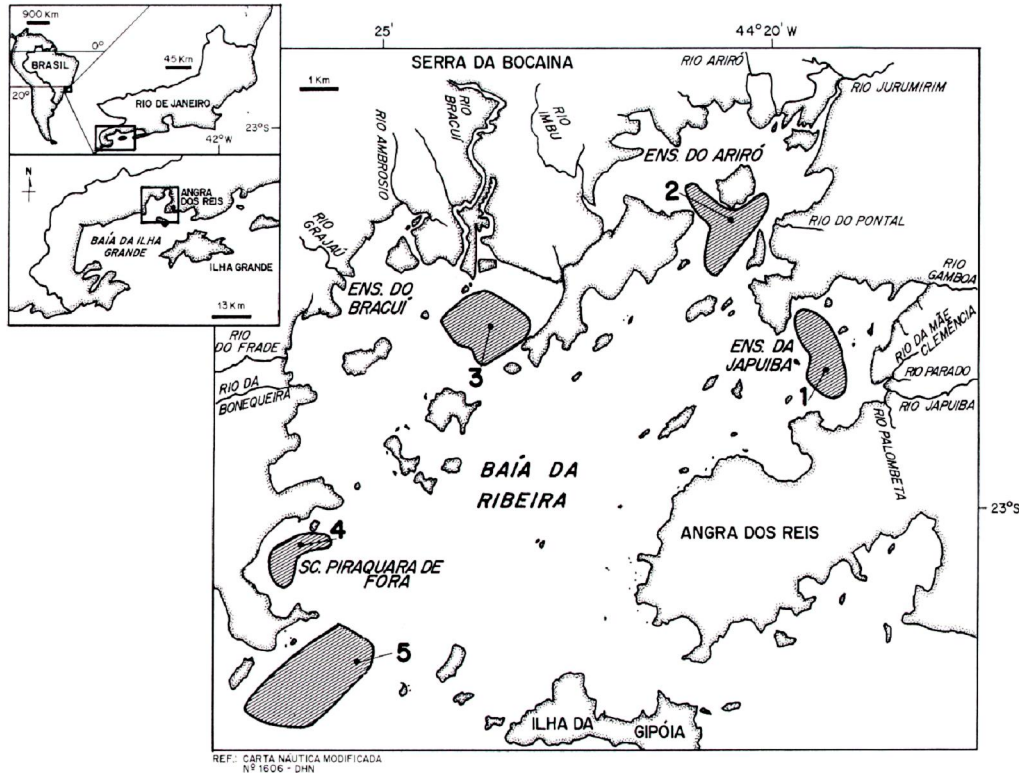 900 Km
0°
BRASIL
20°
45 Km
RIO DE JANEIRO
23°S
42°W
N
ANGRA
DOS REIS
BAÍA DA ILHA
GRANDE
ILHA GRANDE
13 Km
25'
44° 20' W
1 Km
SERRA DA BOCAINA
RIO ARIRÓ
RIO JURUMIRIM
RIO
BRACUÍ
RIO AMBROSIO
RIO
IMBU
ENS. DO ARIRÓ
2
RIO DO PONTAL
RIO
GRAJAÚ
ENS. DO
BRACUÍ
RIO
GAMBOA
RIO DA MÃE
CLEMÊNCIA
ENS. DA
JAPUIBA
RIO
DO FRADE
3
1
RIO PARADO
RIO DA
BONEQUEIRA
RIO JAPUIBA
RIO PALOMBETA
BAÍA DA
RIBEIRA
23°S
ANGRA DOS REIS
4
SC. PIRAQUARA DE
FORA
5
ILHA DA
GIPÓIA
REF.: CARTA NÁUTICA MODIFICADA
Nº 1606 - DHN